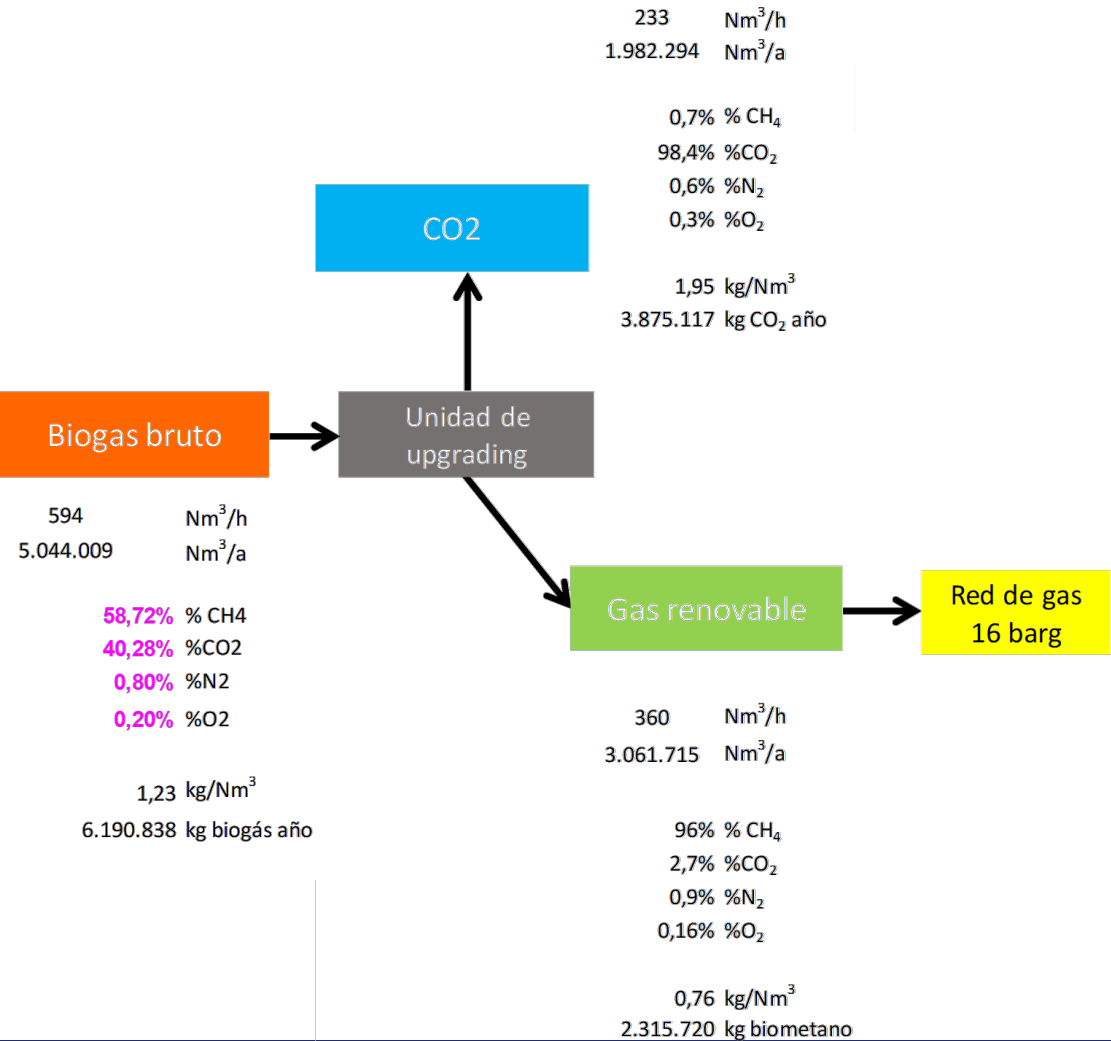 233 Nm³/h
1.982.294 Nm³/a
0,7% % CH₄
98,4% %CO₂
0,6% %N₂
0,3% %O₂
1,95 kg/Nm³
3.875.117 kg CO₂ año
CO2
Biogas bruto
Unidad de
upgrading
594 Nm³/h
5.044.009 Nm³/a
58,72% % CH4
40,28% %CO2
0,80% %N2
0,20% %O2
1,23 kg/Nm³
6.190.838 kg biogás año
Gas renovable
Red de gas
16 barg
360 Nm³/h
3.061.715 Nm³/a
96% % CH₄
2,7% %CO₂
0,9% %N₂
0,16% %O₂
0,76 kg/Nm³
2.315.720 kg biometano